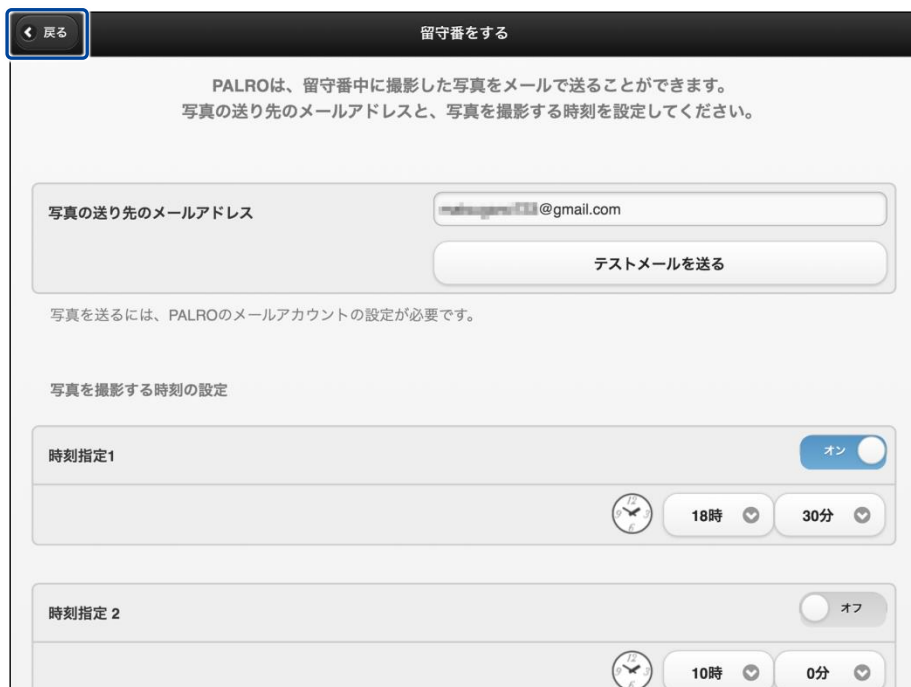 戻る
留守番をする
PALROは、留守番中に撮影した写真をメールで送ることができます。
写真の送り先のメールアドレスと、写真を撮影する時刻を設定してください。
写真の送り先のメールアドレス
@gmail.com
テストメールを送る
写真を送るには、PALROのメールアカウントの設定が必要です。
写真を撮影する時刻の設定
時刻指定1
オン
12
9 3
6
18時
30分
時刻指定 2
オフ
12
9 3
6
10時
0分